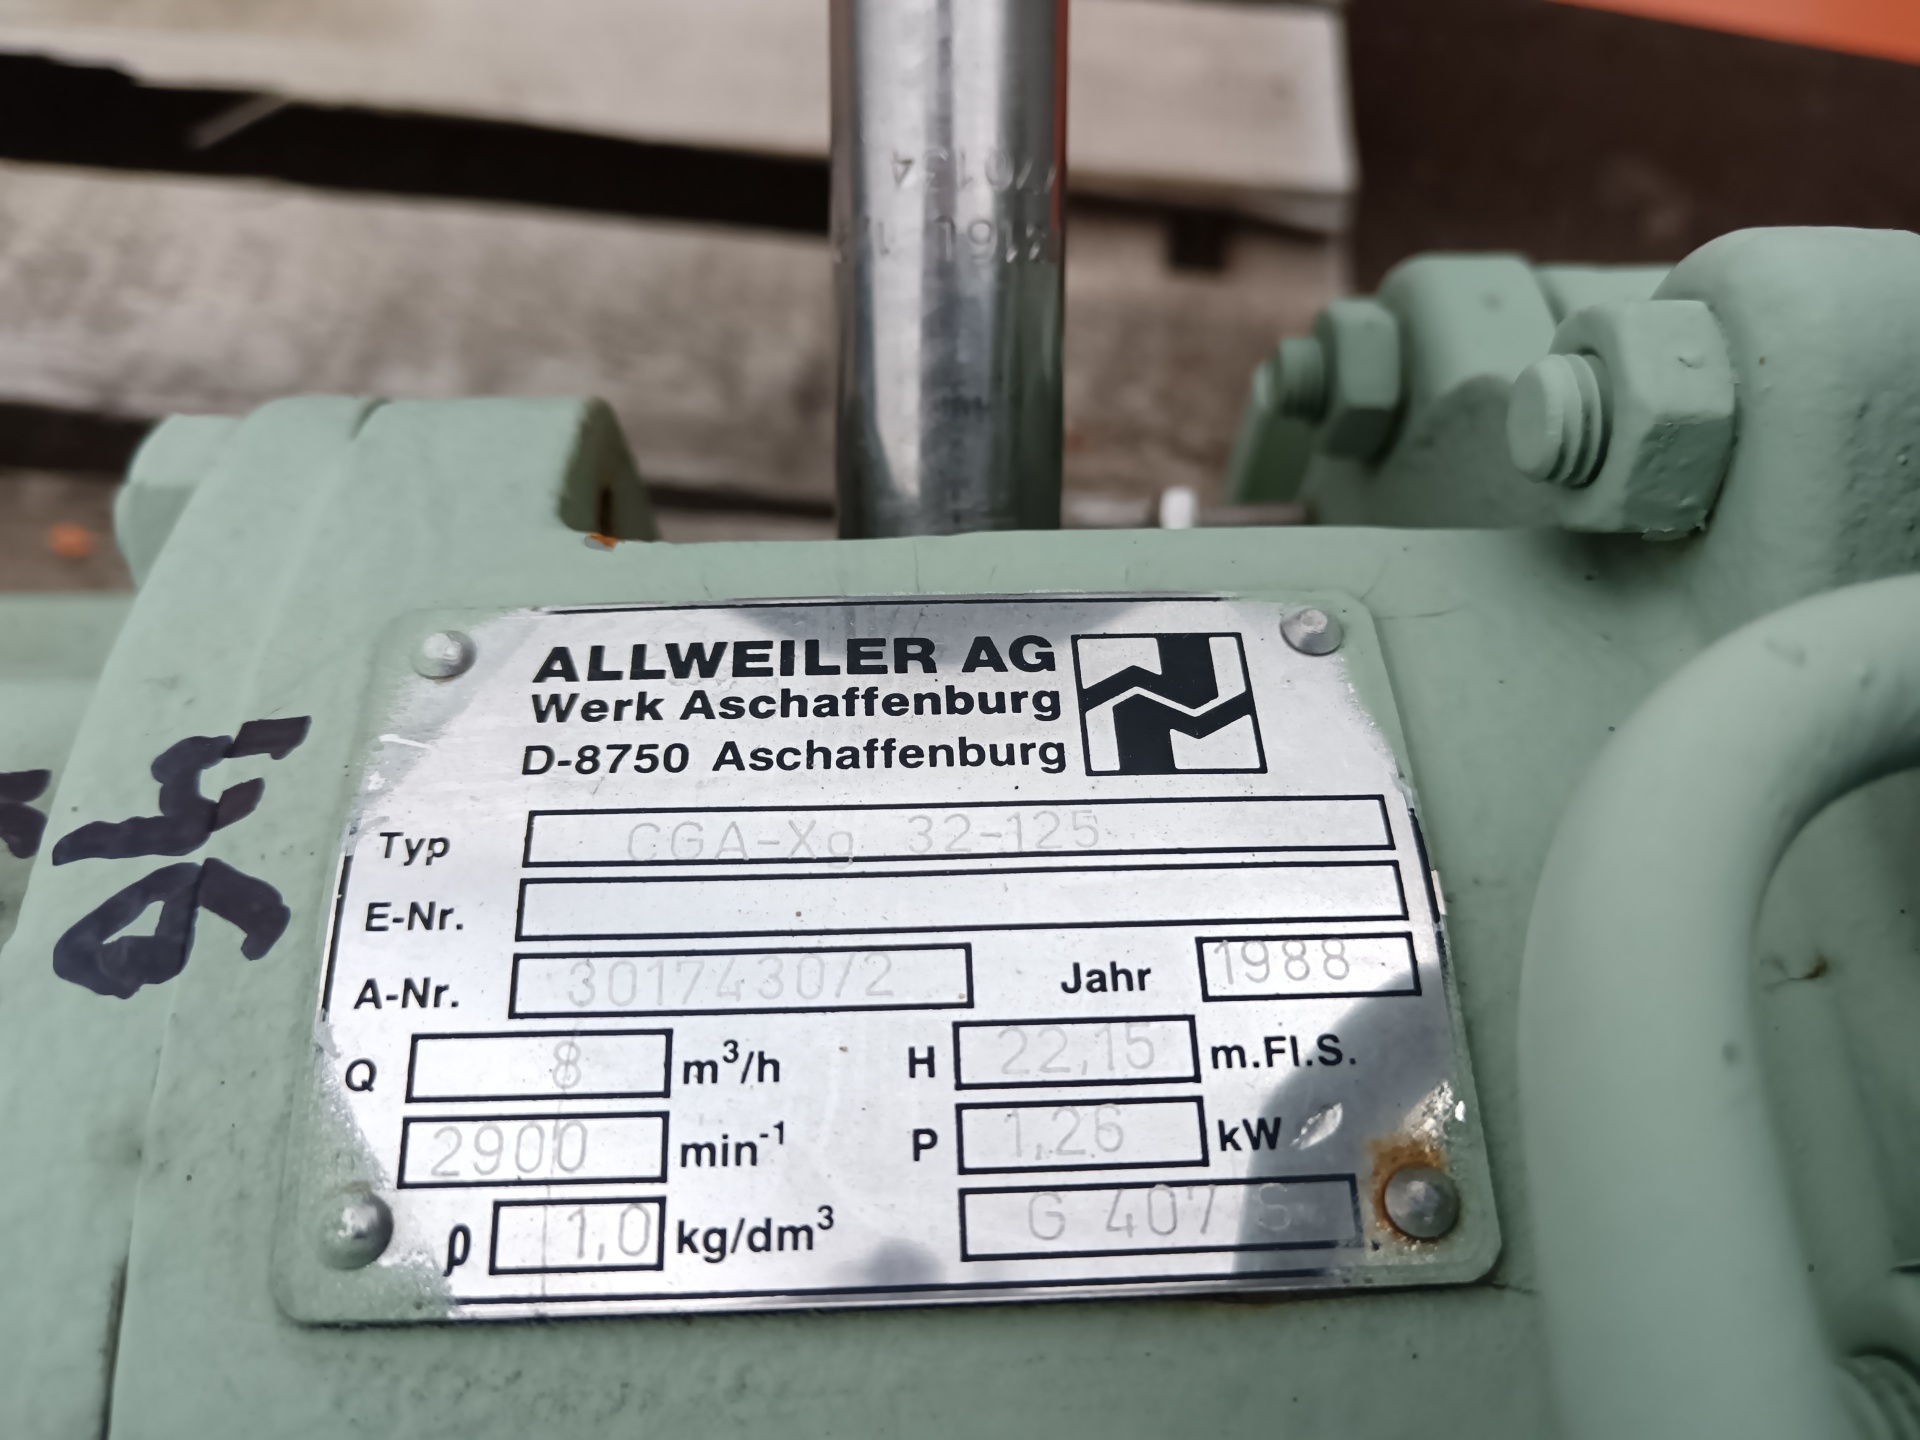 ALLWEILER AG
Werk Aschaffenburg
D-8750 Aschaffenburg
Typ CGA-Xg 32-125
E-Nr.
A-Nr. 3017430/2 Jahr 1988
Q 8 m³/h H 22,15 m.Fl.S.
2900 min⁻¹ P 1,26 kW
ρ 1,0 kg/dm³ G 407 S